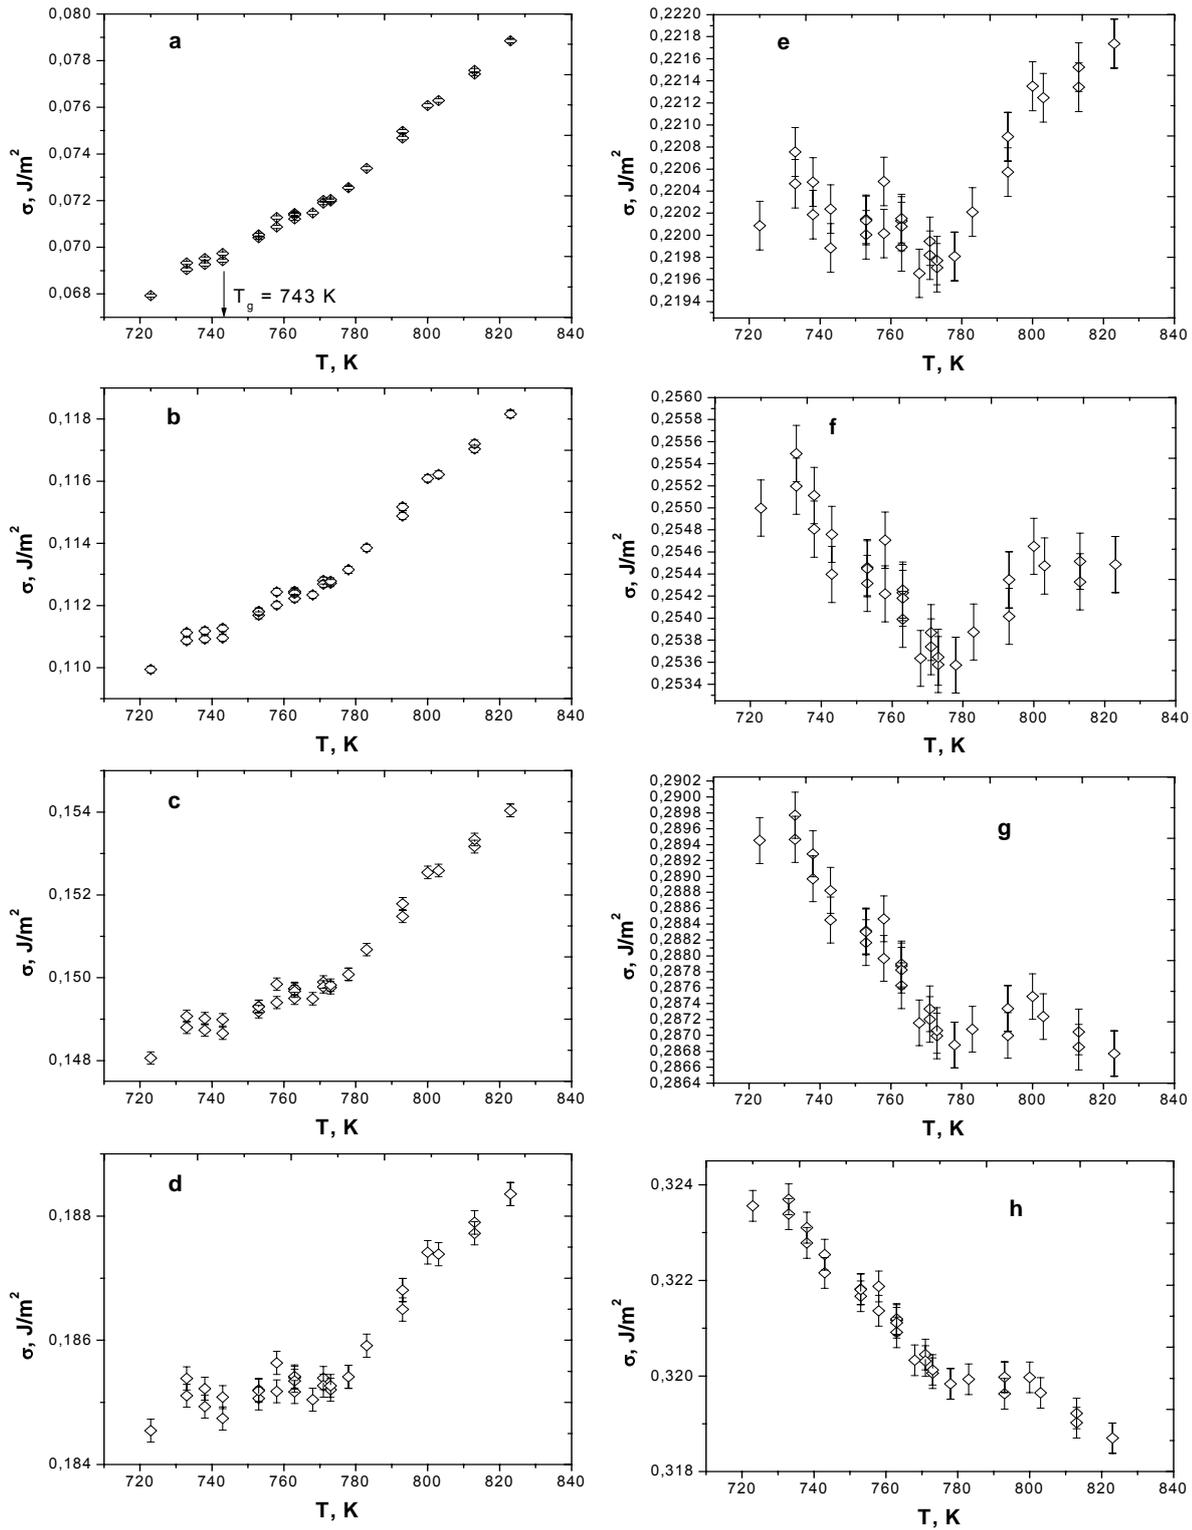 a
0,080
0,078
0,076
0,074
0,072
0,070
0,068
σ, J/m²
Tg = 743 K
720 740 760 780 800 820 840
T, K
b
0,118
0,116
0,114
0,112
0,110
σ, J/m²
720 740 760 780 800 820 840
T, K
c
0,154
0,152
0,150
0,148
σ, J/m²
720 740 760 780 800 820 840
T, K
d
0,188
0,186
0,184
σ, J/m²
720 740 760 780 800 820 840
T, K
e
0,2220
0,2218
0,2216
0,2214
0,2212
0,2210
0,2208
0,2206
0,2204
0,2202
0,2200
0,2198
0,2196
0,2194
σ, J/m²
720 740 760 780 800 820 840
T, K
f
0,2560
0,2556
0,2554
0,2552
0,2550
0,2548
0,2546
0,2544
0,2542
0,2540
0,2538
0,2536
0,2534
σ, J/m²
720 740 760 780 800 820 840
T, K
g
0,2902
0,2900
0,2898
0,2896
0,2894
0,2892
0,2890
0,2888
0,2886
0,2884
0,2882
0,2880
0,2878
0,2876
0,2874
0,2872
0,2870
0,2868
0,2866
0,2864
σ, J/m²
720 740 760 780 800 820 840
T, K
h
0,324
0,322
0,320
0,318
σ, J/m²
720 740 760 780 800 820 840
T, K